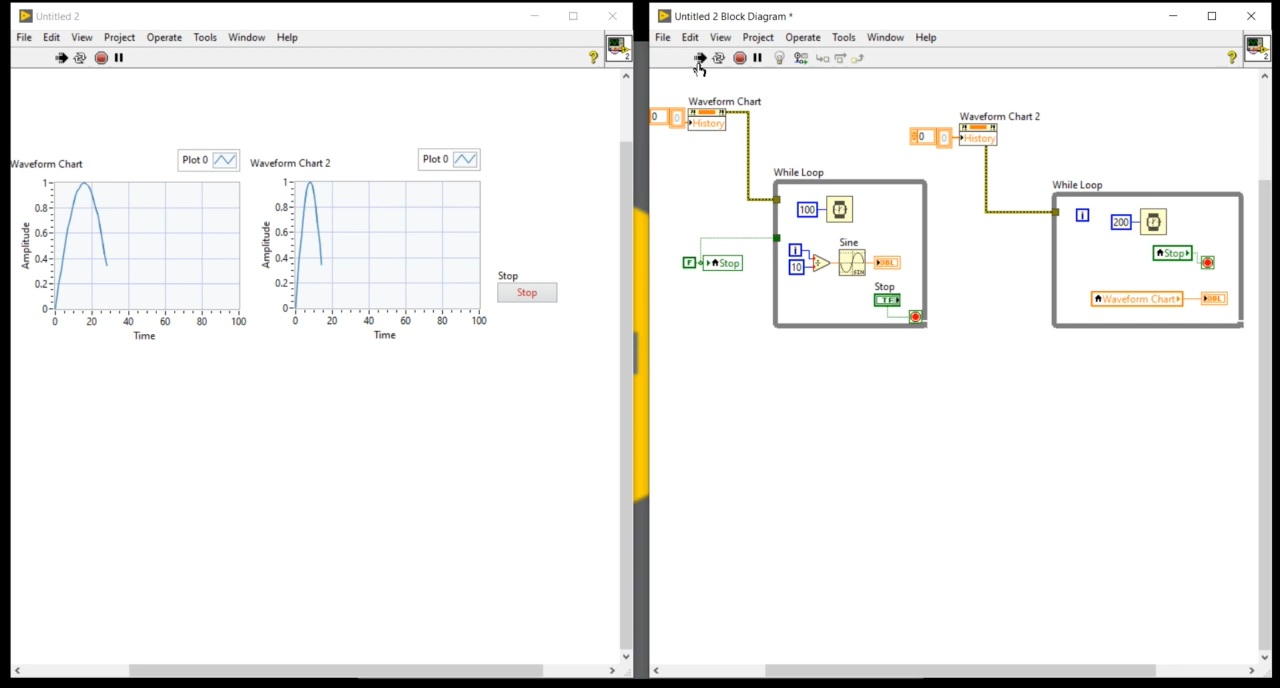 Untitled 2
File Edit View Project Operate Tools Window Help
2
Waveform Chart
Plot 0
Amplitude
1
0.8
0.6
0.4
0.2
0
0 20 40 60 80 100
Time
Waveform Chart 2
Plot 0
Amplitude
1
0.8
0.6
0.4
0.2
0
0 20 40 60 80 100
Time
Stop
Stop
Untitled 2 Block Diagram *
File Edit View Project Operate Tools Window Help
2
Waveform Chart
0 0 History
Waveform Chart 2
0 0 History
While Loop
100
F Stop
i
10
Sine
SIN
DBL
Stop
TF
While Loop
i
200
Stop
Waveform Chart DBL